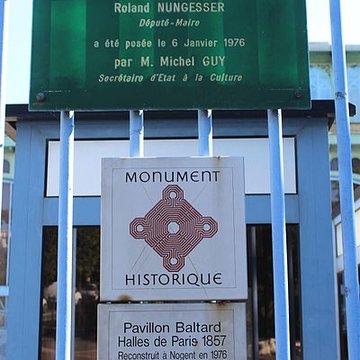 Roland NUNGESSER
Député-Maire
a été posée le 6 Janvier 1976
par M. Michel GUY
Secrétaire d'Etat à la Culture
MONUMENT
HISTORIQUE
Pavillon Baltard
Halles de Paris 1857
Reconstruit à Nogent en 1976